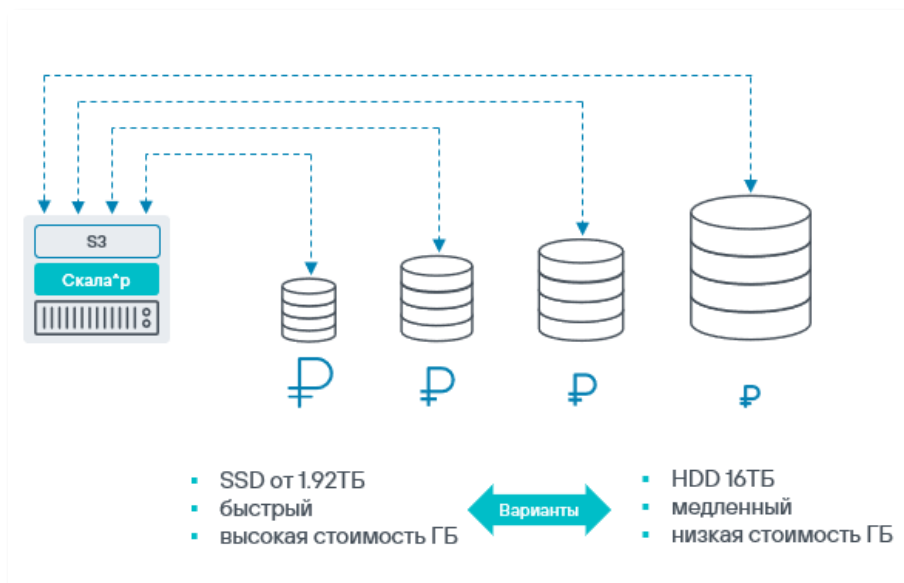 S3
Скала^р
₽
₽
₽
₽
SSD от 1.92ТБ
быстрый
высокая стоимость ГБ
Варианты
HDD 16ТБ
медленный
низкая стоимость ГБ